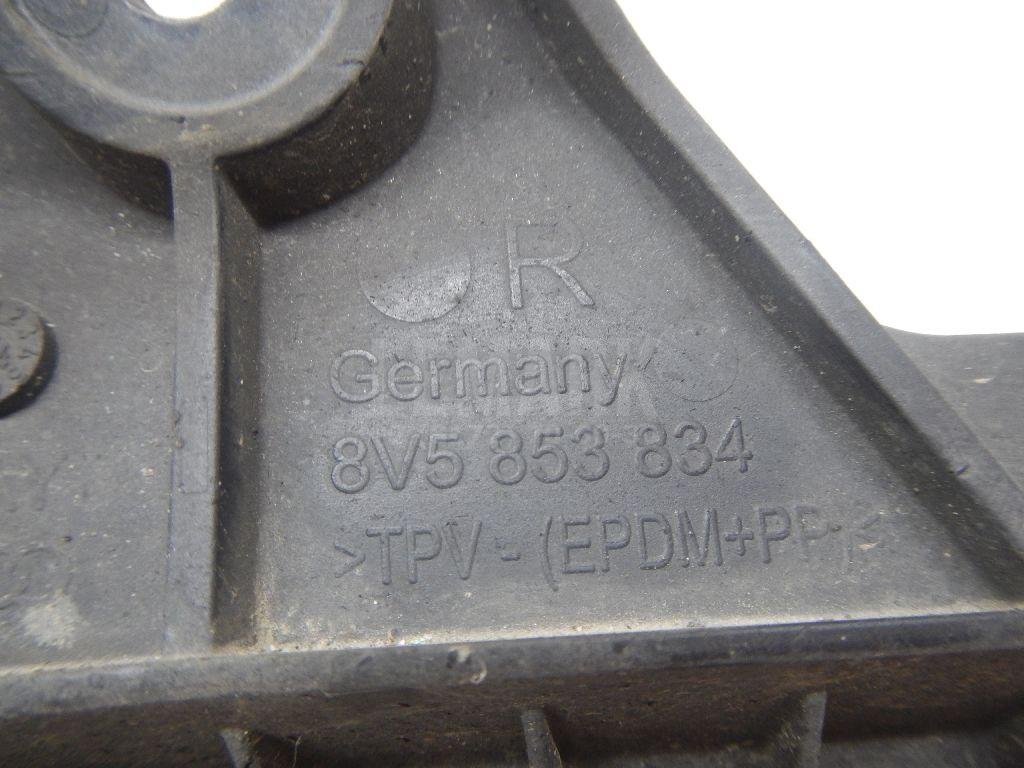 R
Germany
8V5 853 834
>TPV-(EPDM+PP)<